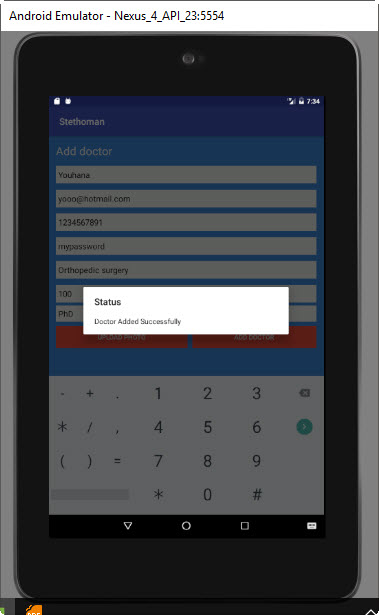 Android Emulator - Nexus_4_API_23:5554
7:34
Stethoman
Add doctor
Youhana
yooo@hotmail.com
1234567891
mypassword
Orthopedic surgery
100
Status
Doctor Added Successfully
PhD
UPLOAD PHOTO
ADD DOCTOR
- + . 1 2 3
* / , 4 5 6
( ) = 7 8 9
* 0 #